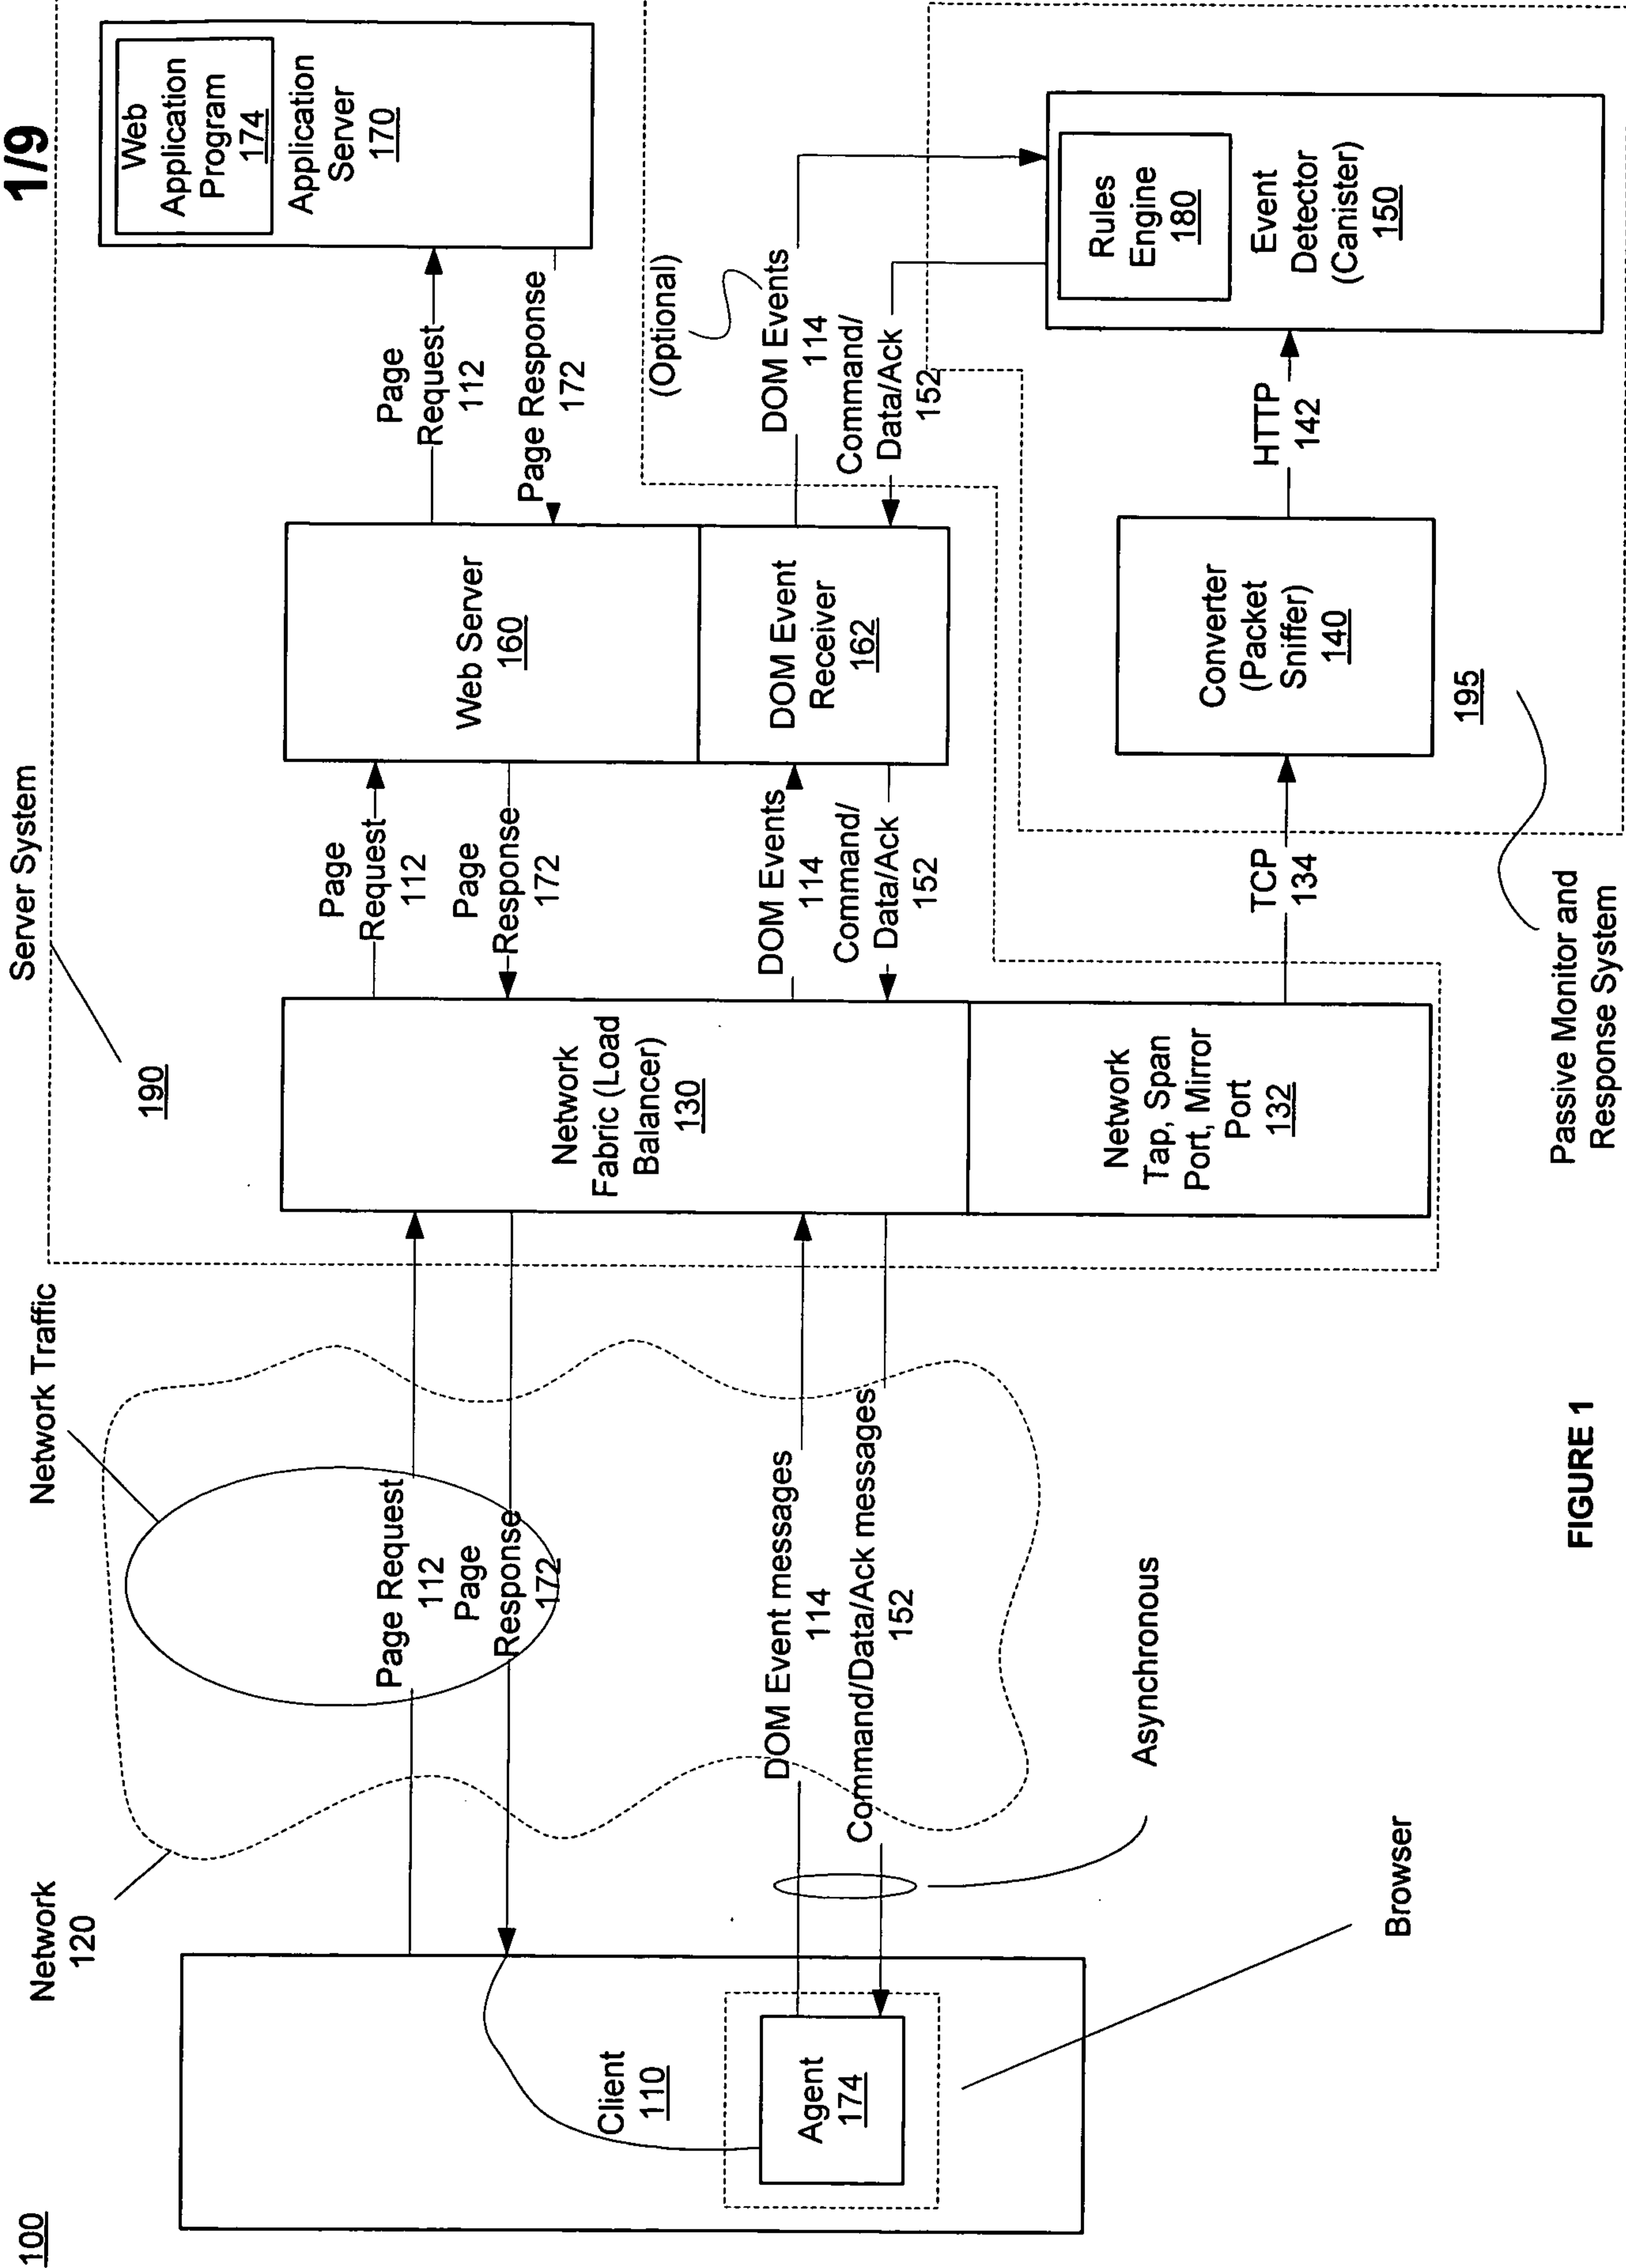 1/9
100
Network
120
Network Traffic
Server System
190
Page Request
112
Page
Response
172
DOM Event messages
114
Command/Data/Ack messages
152
Asynchronous
Browser
Client
110
Agent
174
Network
Fabric (Load
Balancer)
130
Network
Tap, Span
Port, Mirror
Port
132
Page
Request
112
Page
Response
172
DOM Events
114
Command/
Data/Ack
152
TCP
134
Web Server
160
DOM Event
Receiver
162
Converter
(Packet
Sniffer)
140
195
Passive Monitor and
Response System
Page
Request
112
Page Response
172
(Optional)
DOM Events
114
Command/
Data/Ack
152
HTTP
142
Web
Application
Program
174
Application
Server
170
Rules
Engine
180
Event
Detector
(Canister)
150
FIGURE 1